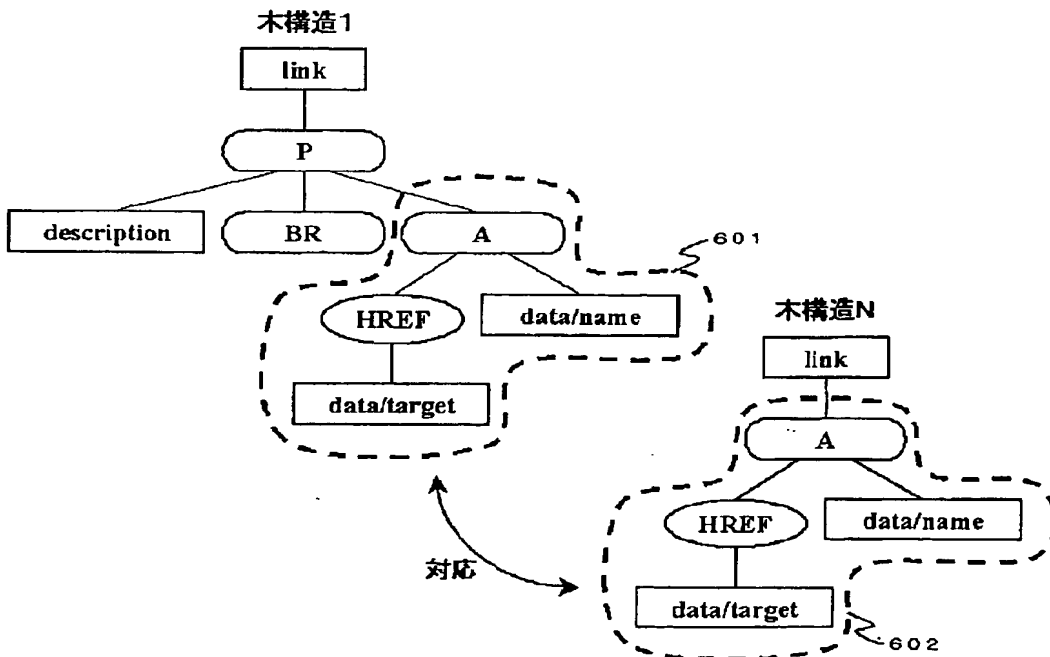 木構造1
link
P
description
BR
A
601
HREF
data/name
data/target
木構造N
link
A
HREF
data/name
data/target
対応
602